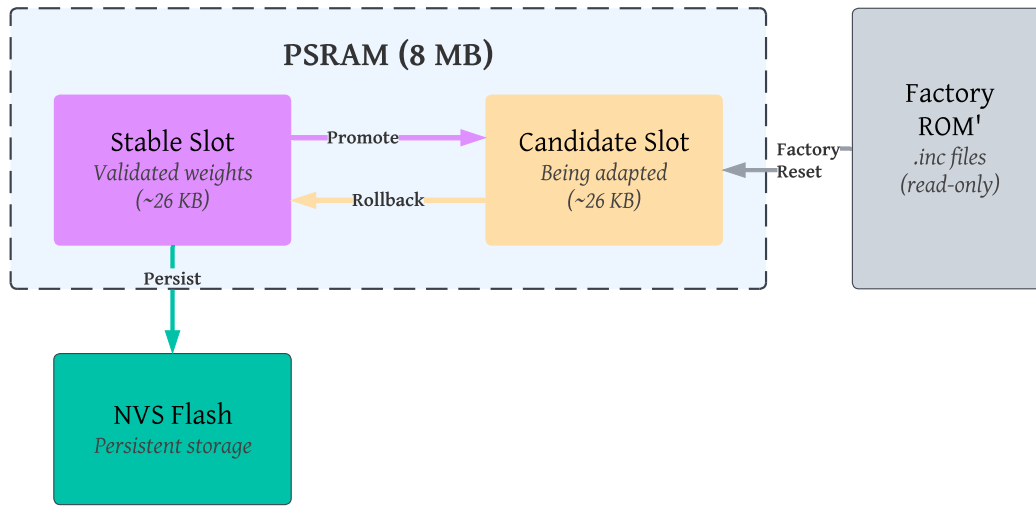 PSRAM (8 MB)
Stable Slot
Validated weights
(~26 KB)
Promote
Rollback
Candidate Slot
Being adapted
(~26 KB)
Factory
Reset
Factory
ROM'
.inc files
(read-only)
Persist
NVS Flash
Persistent storage